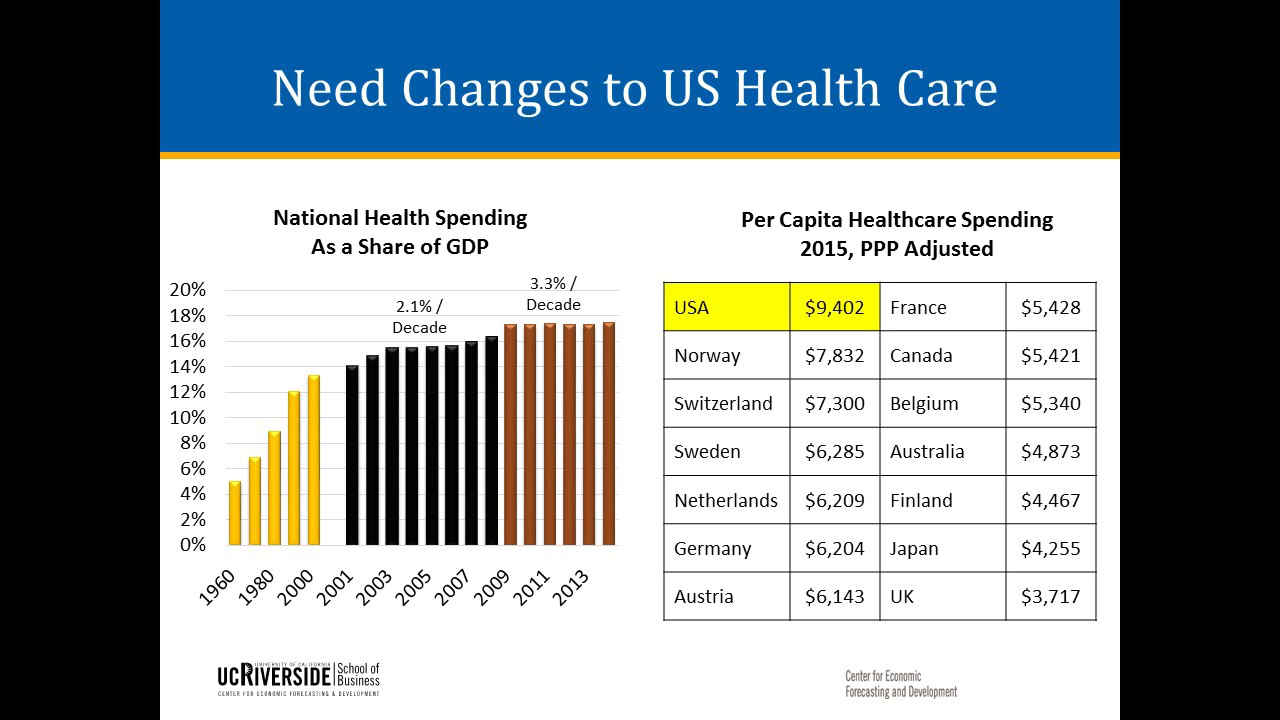 Need Changes to US Health Care
National Health Spending
As a Share of GDP
20%
18%
16%
14%
12%
10%
8%
6%
4%
2%
0%
2.1% /
Decade
3.3% /
Decade
1960
1980
2000
2001
2003
2005
2007
2009
2011
2013
Per Capita Healthcare Spending
2015, PPP Adjusted
USA $9,402 France $5,428
Norway $7,832 Canada $5,421
Switzerland $7,300 Belgium $5,340
Sweden $6,285 Australia $4,873
Netherlands $6,209 Finland $4,467
Germany $6,204 Japan $4,255
Austria $6,143 UK $3,717
UNIVERSITY OF CALIFORNIA
UCRIVERSIDE
School of
Business
CENTER FOR ECONOMIC FORECASTING & DEVELOPMENT
Center for Economic
Forecasting and Development